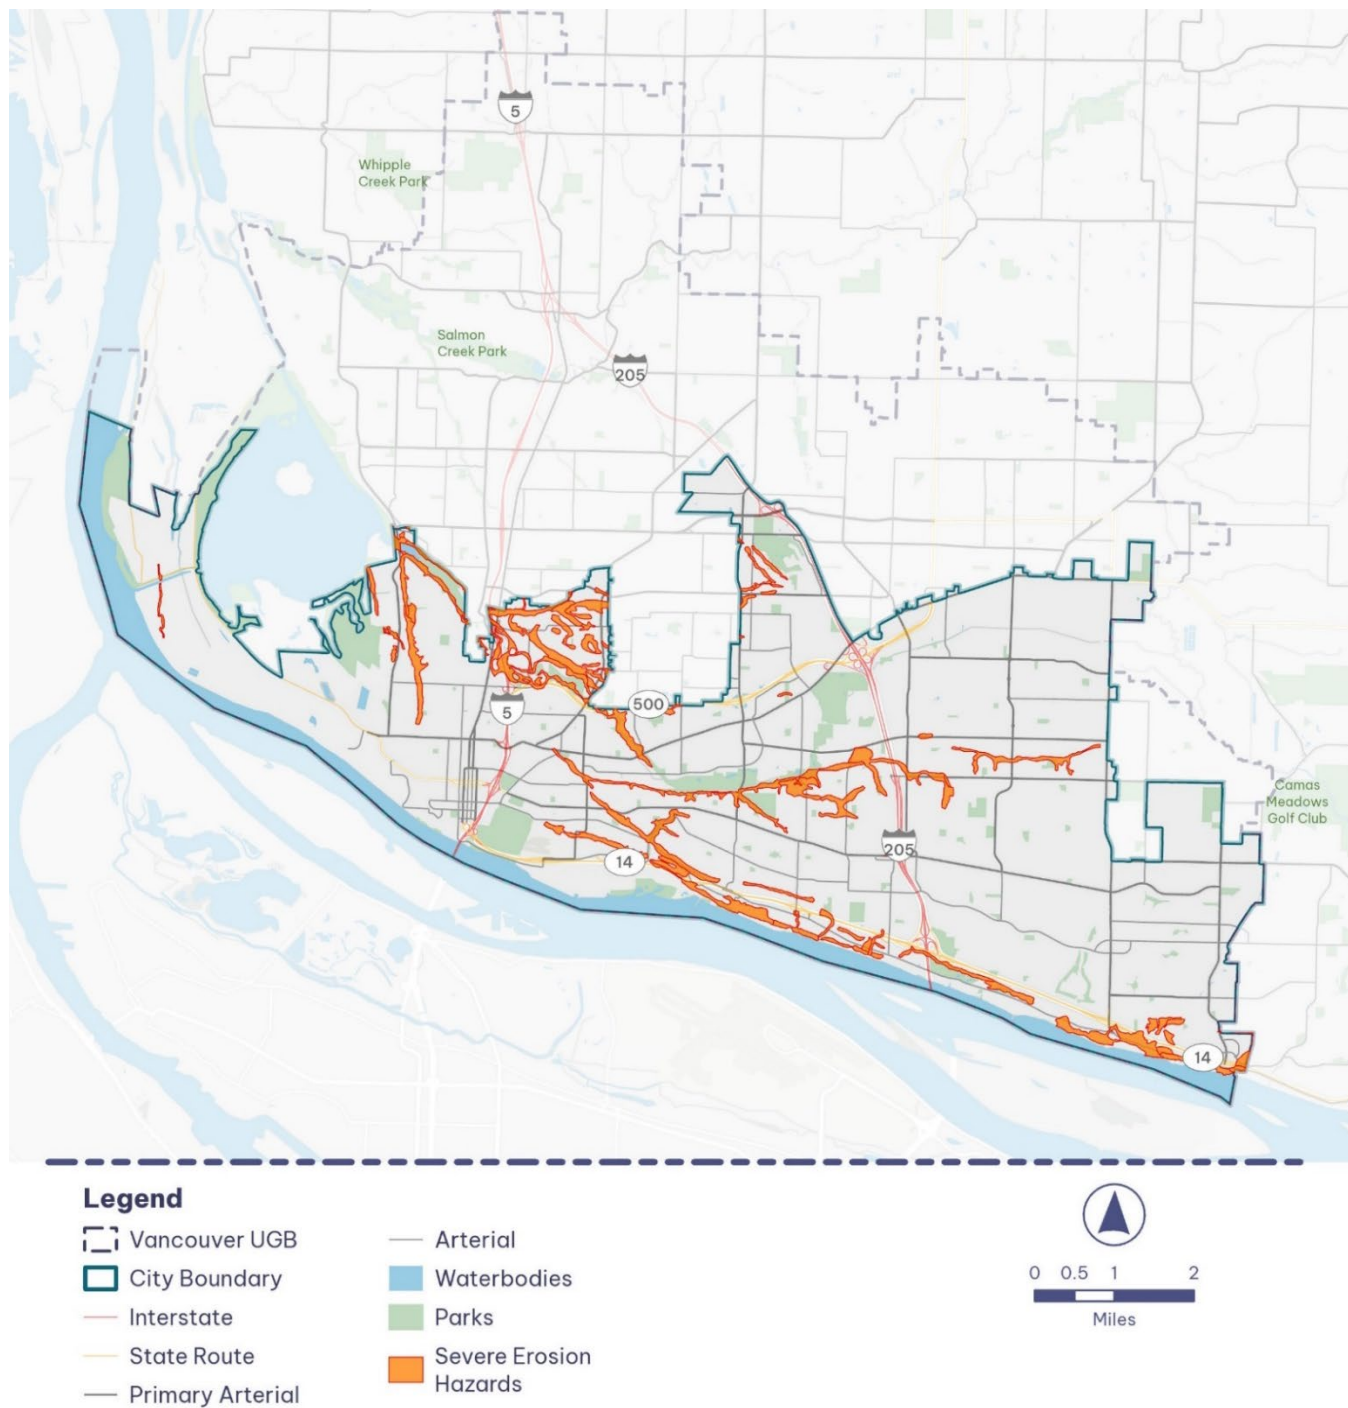 5
Whipple
Creek Park
Salmon
Creek Park
205
500
5
Camas
Meadows
Golf Club
205
14
14
Legend
Vancouver UGB
City Boundary
Interstate
State Route
Primary Arterial
Arterial
Waterbodies
Parks
Severe Erosion
Hazards
0 0.5 1 2
Miles